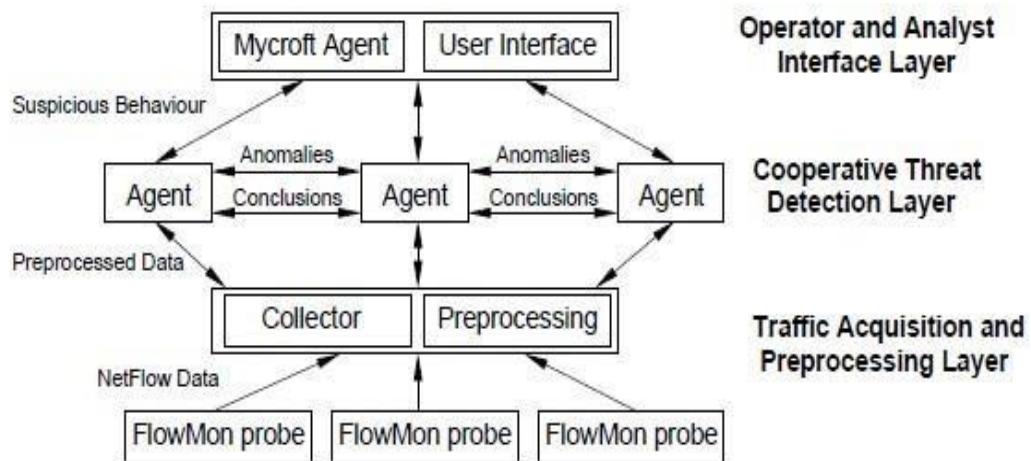 Mycroft Agent
User Interface
Operator and Analyst
Interface Layer
Suspicious Behaviour
Anomalies
Anomalies
Agent
Agent
Agent
Conclusions
Conclusions
Cooperative Threat
Detection Layer
Preprocessed Data
Collector
Preprocessing
Traffic Acquisition and
Preprocessing Layer
NetFlow Data
FlowMon probe
FlowMon probe
FlowMon probe